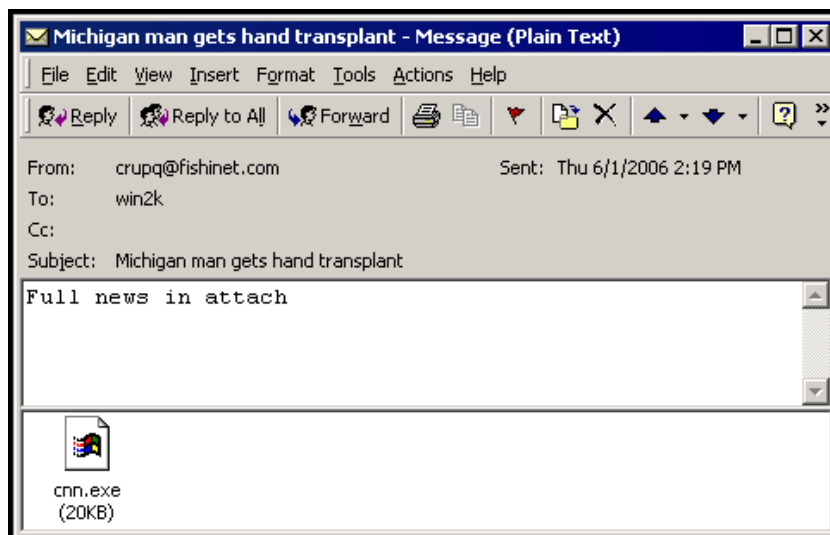 Michigan man gets hand transplant - Message (Plain Text)
File Edit View Insert Format Tools Actions Help
Reply Reply to All Forward
From: crupq@fishinet.com Sent: Thu 6/1/2006 2:19 PM
To: win2k
Cc:
Subject: Michigan man gets hand transplant
Full news in attach
cnn.exe
(20KB)